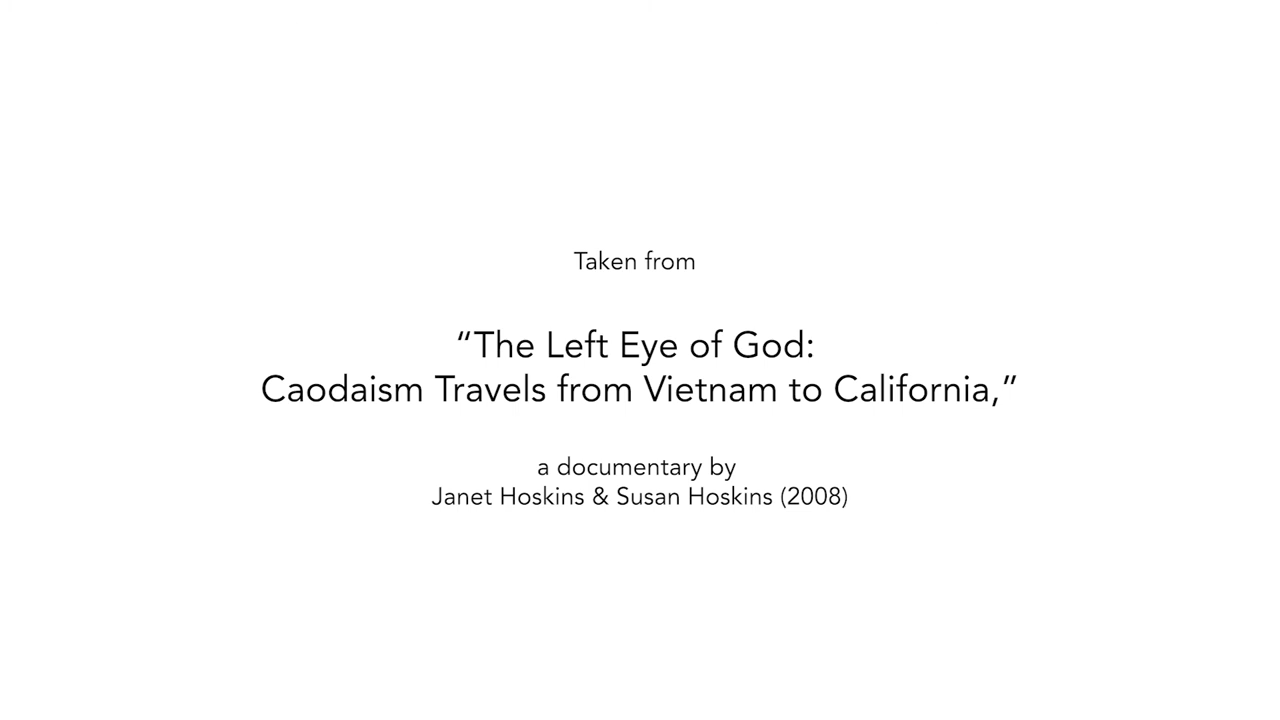 Taken from
“The Left Eye of God:
Caodaism Travels from Vietnam to California,”
a documentary by
Janet Hoskins & Susan Hoskins (2008)